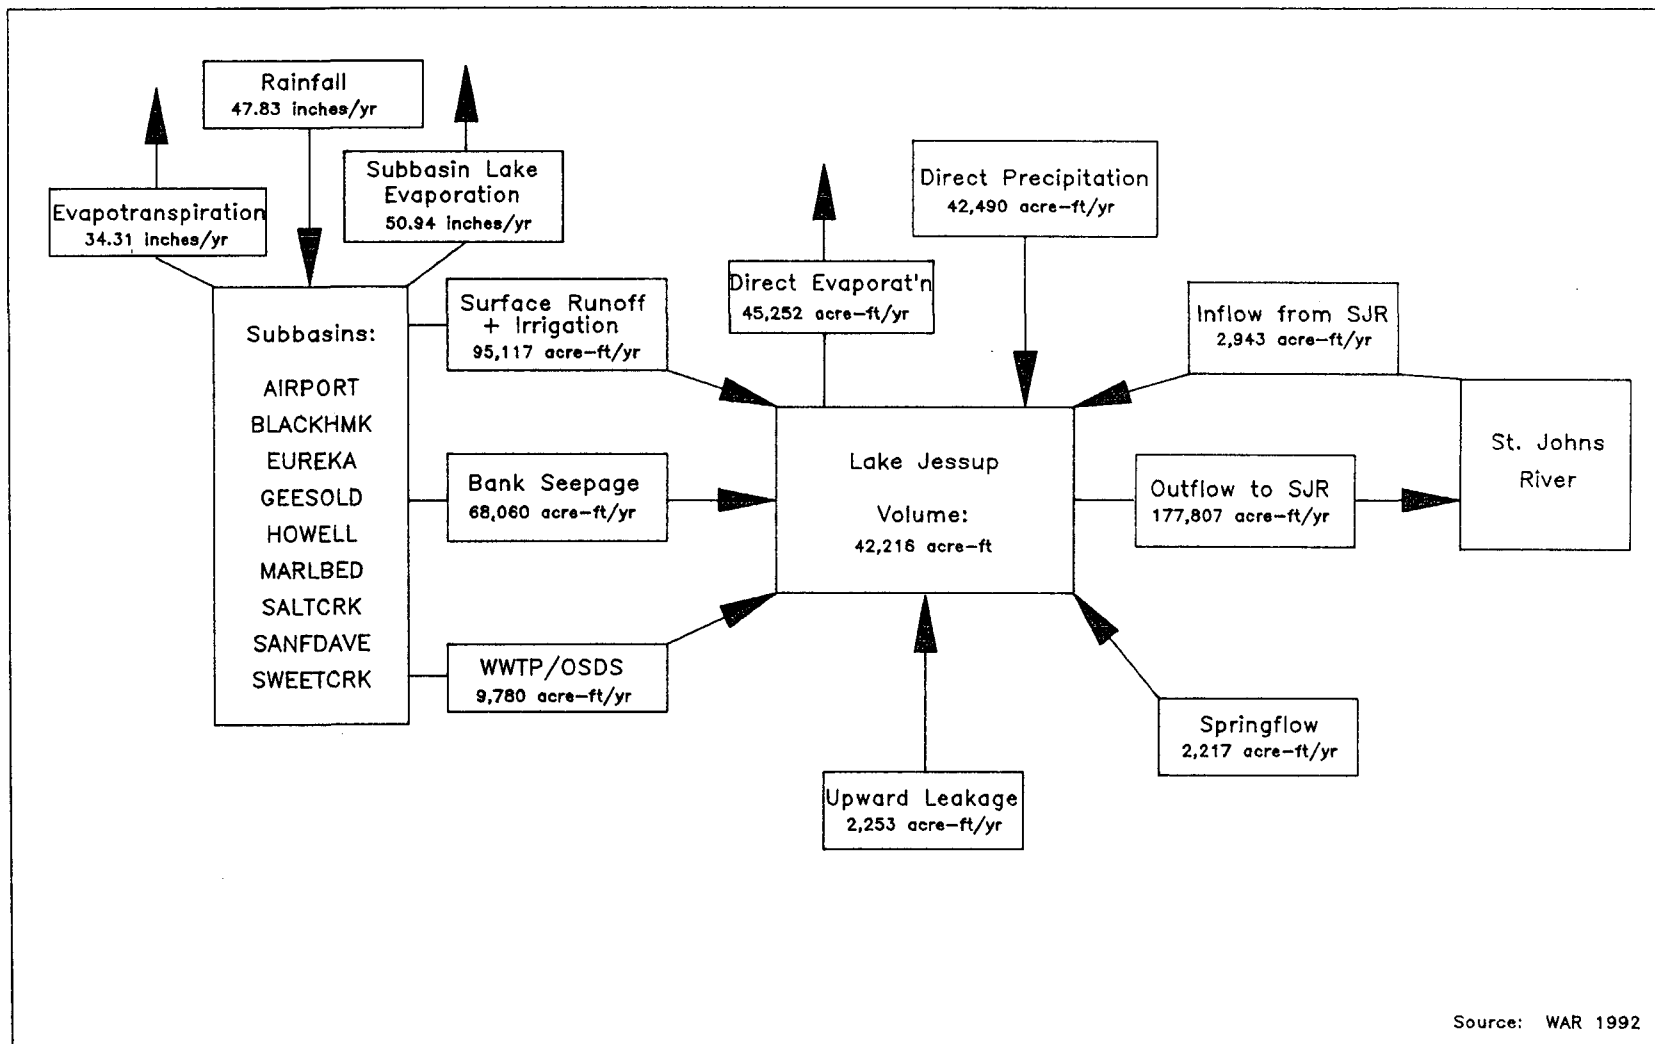 Rainfall
47.83 inches/yr
Subbasin Lake
Evaporation
50.94 inches/yr
Evapotranspiration
34.31 inches/yr
Direct Precipitation
42,490 acre-ft/yr
Direct Evaporat'n
45,252 acre-ft/yr
Surface Runoff
+ Irrigation
95,117 acre-ft/yr
Inflow from SJR
2,943 acre-ft/yr
Subbasins:
AIRPORT
BLACKHMK
EUREKA
GEESOLD
HOWELL
MARLBED
SALTCRK
SANFDAVE
SWEETCRK
Bank Seepage
68,060 acre-ft/yr
Lake Jessup
Volume:
42,216 acre-ft
Outflow to SJR
177,807 acre-ft/yr
St. Johns
River
WWTP/OSDS
9,780 acre-ft/yr
Springflow
2,217 acre-ft/yr
Upward Leakage
2,253 acre-ft/yr
Source: WAR 1992